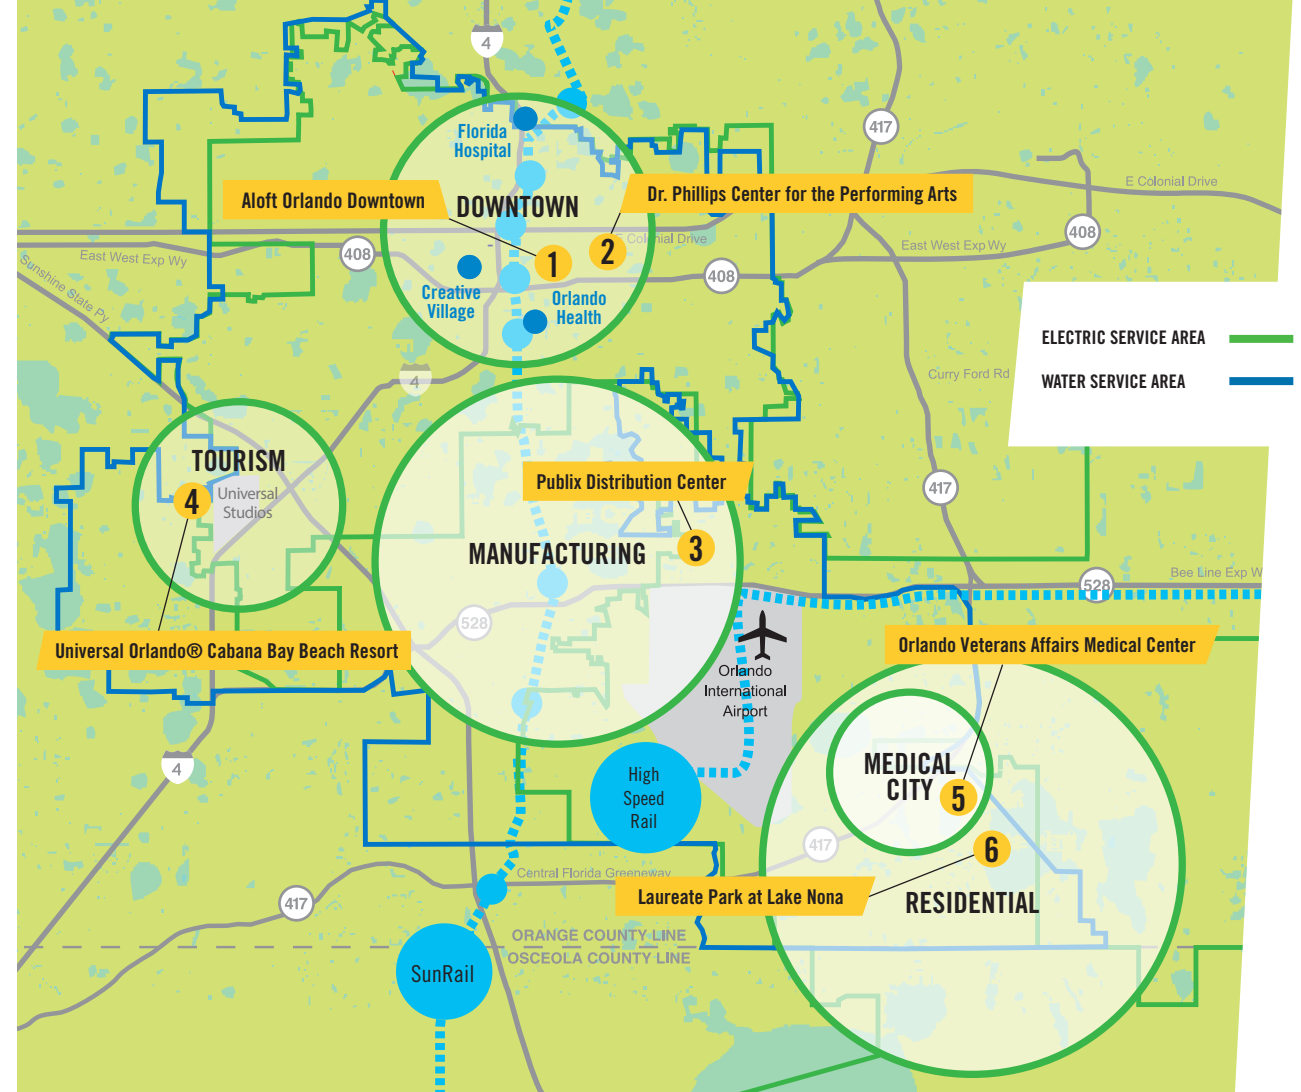 4
417
Florida
Hospital
E Colonial Drive
Aloft Orlando Downtown
DOWNTOWN
Dr. Phillips Center for the Performing Arts
408
East West Exp Wy
408
E Colonial Drive
East West Exp Wy
408
Sunshine State Py
1
2
Creative
Village
Orlando
Health
ELECTRIC SERVICE AREA
WATER SERVICE AREA
4
Curry Ford Rd
TOURISM
4
Universal
Studios
Publix Distribution Center
417
MANUFACTURING
3
528
Bee Line Exp W
528
Universal Orlando® Cabana Bay Beach Resort
Orlando Veterans Affairs Medical Center
Orlando
International
Airport
4
High
Speed
Rail
MEDICAL
CITY
5
417
6
Central Florida Greeneway
Laureate Park at Lake Nona
RESIDENTIAL
417
ORANGE COUNTY LINE
OSCEOLA COUNTY LINE
SunRail